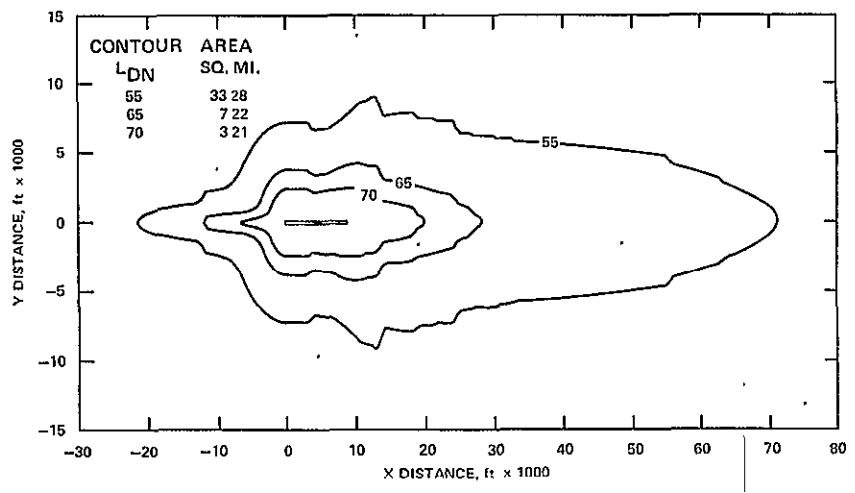 15
CONTOUR AREA
LDN SQ. MI.
55 33 28
65 7 22
70 3 21
10
5
0
-5
-10
-15
Y DISTANCE, ft x 1000
55
65
70
-30 -20 -10 0 10 20 30 40 50 60 70 80
X DISTANCE, ft x 1000